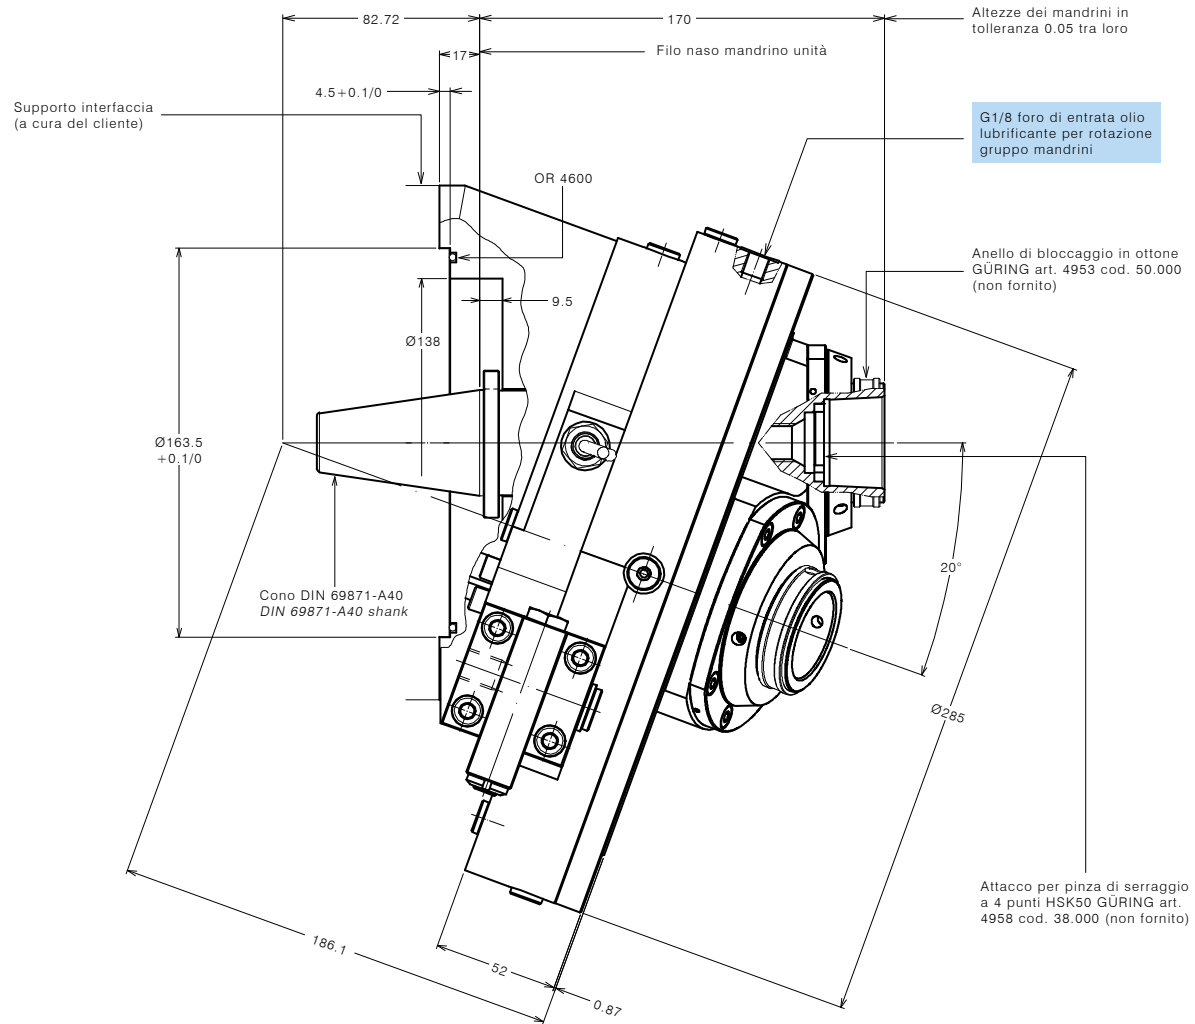 82.72
170
Altezze dei mandrini in
tolleranza 0.05 tra loro
17
Filo naso mandrino unità
4.5+0.1/0
Supporto interfaccia
(a cura del cliente)
G1/8 foro di entrata olio
lubrificante per rotazione
gruppo mandrini
OR 4600
Anello di bloccaggio in ottone
GÜRING art. 4953 cod. 50.000
(non fornito)
9.5
Ø138
Ø163.5
+0.1/0
20°
Cono DIN 69871-A40
DIN 69871-A40 shank
Ø285
Attacco per pinza di serraggio
a 4 punti HSK50 GÜRING art.
4958 cod. 38.000 (non fornito)
186.1
52
0.87